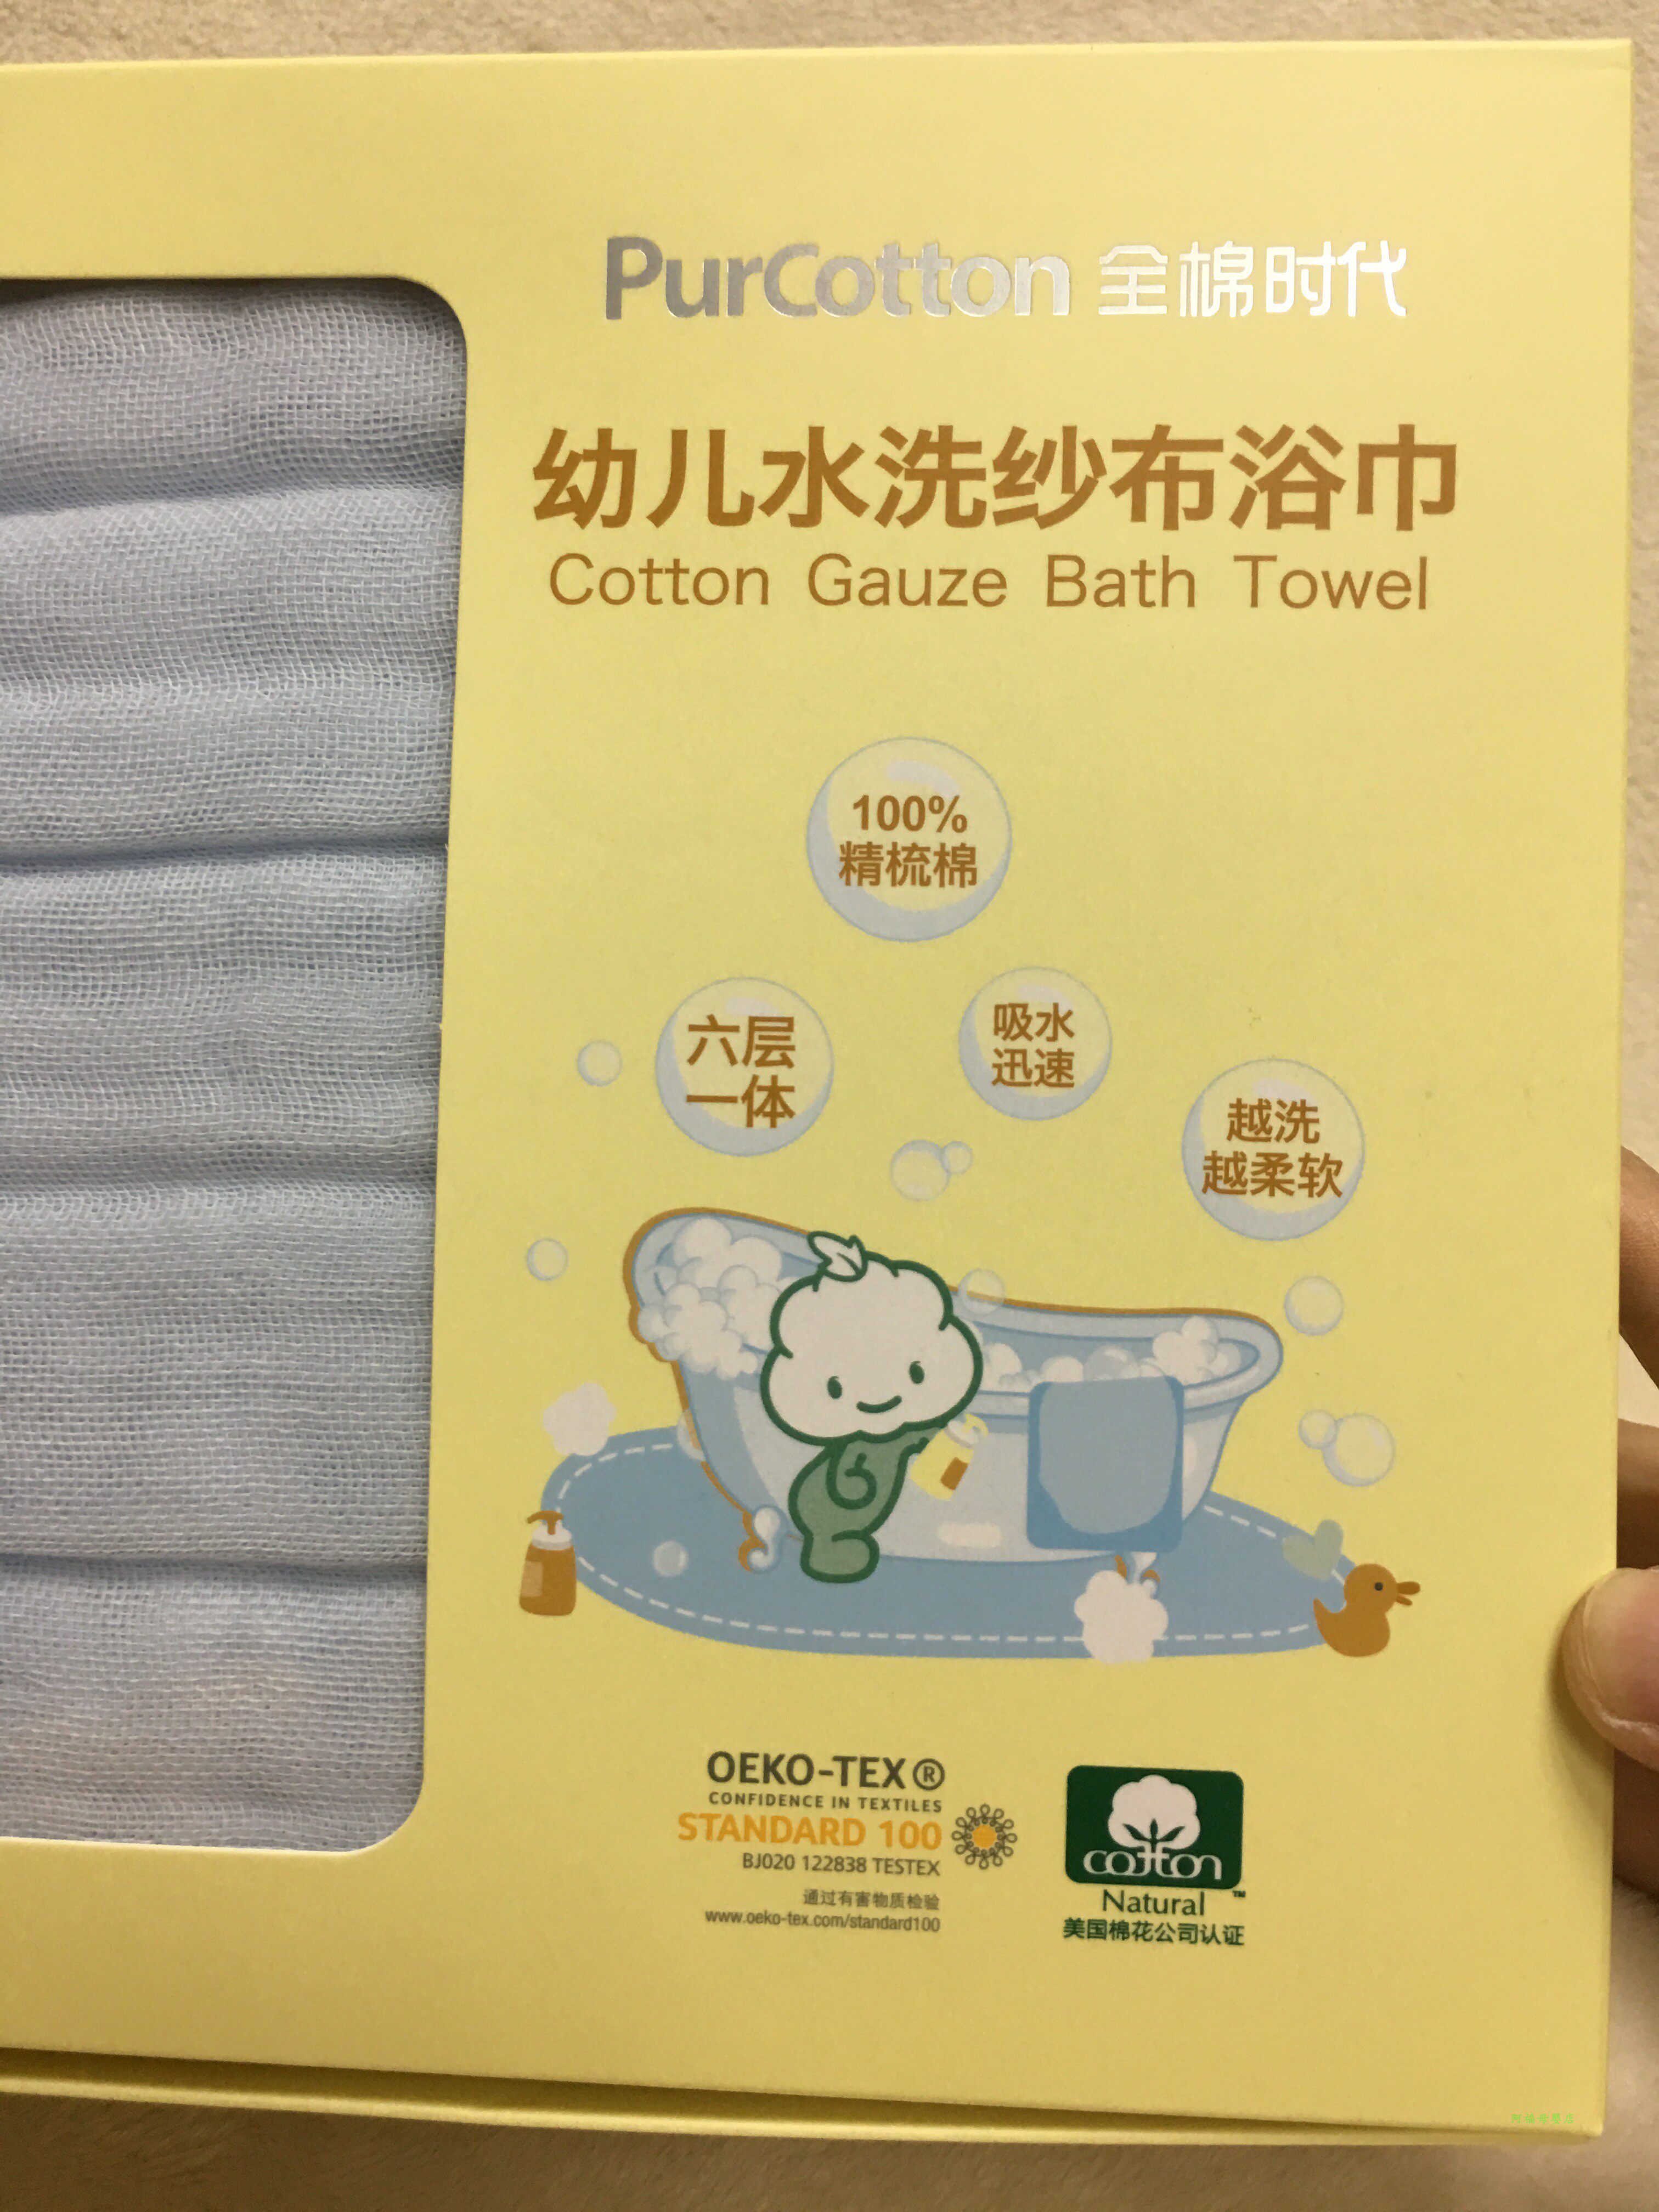 PurCotton 全棉时代
幼儿水洗纱布浴巾
Cotton Gauze Bath Towel
100%
精梳棉
六层
一体
吸水
迅速
越洗
越柔软
OEKO-TEX®
CONFIDENCE IN TEXTILES
STANDARD 100
BJ020 122838 TESTEX
通过有害物质检验
www.oeko-tex.com/standard100
cotton
Natural™
美国棉花公司认证